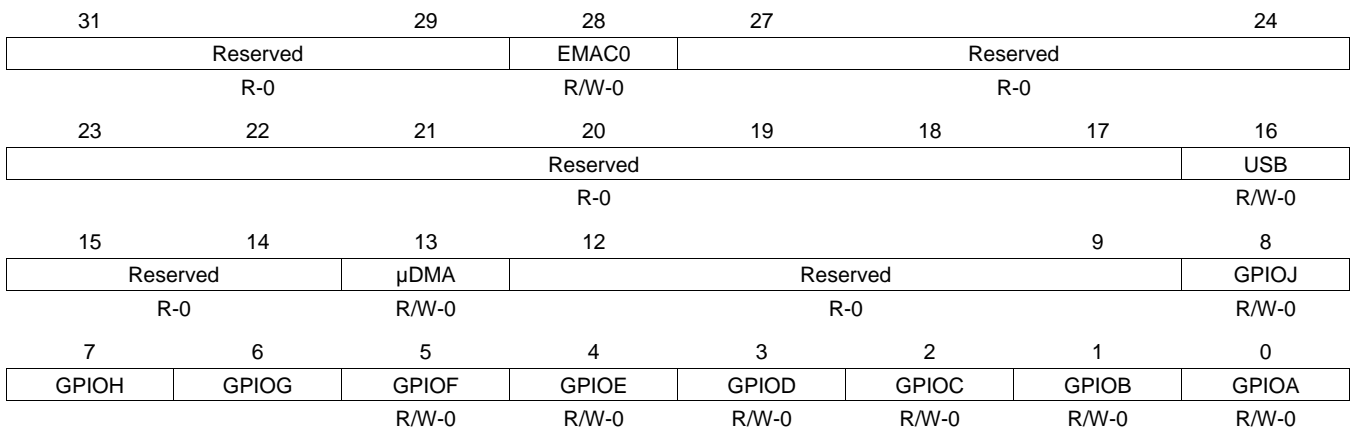 31 29 28 27 24
Reserved EMAC0 Reserved
R-0 R/W-0 R-0
23 22 21 20 19 18 17 16
Reserved USB
R-0 R/W-0
15 14 13 12 9 8
Reserved µDMA Reserved GPIOJ
R-0 R/W-0 R-0 R/W-0
7 6 5 4 3 2 1 0
GPIOH GPIOG GPIOF GPIOE GPIOD GPIOC GPIOB GPIOA
R/W-0 R/W-0 R/W-0 R/W-0 R/W-0 R/W-0